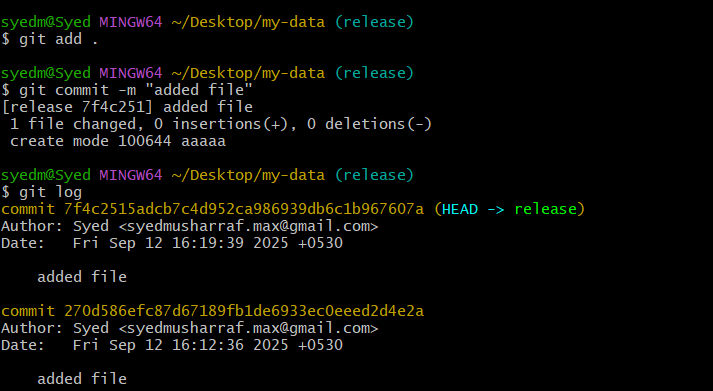 syedm@Syed MINGW64 ~/Desktop/my-data (release)
$ git add .
syedm@Syed MINGW64 ~/Desktop/my-data (release)
$ git commit -m "added file"
[release 7f4c251] added file
 1 file changed, 0 insertions(+), 0 deletions(-)
 create mode 100644 aaaaa
syedm@Syed MINGW64 ~/Desktop/my-data (release)
$ git log
commit 7f4c2515adcb7c4d952ca986939db6c1b967607a (HEAD -> release)
Author: Syed <syedmusharraf.max@gmail.com>
Date:   Fri Sep 12 16:19:39 2025 +0530
    added file
commit 270d586efc87d67189fb1de6933ec0eeed2d4e2a
Author: Syed <syedmusharraf.max@gmail.com>
Date:   Fri Sep 12 16:12:36 2025 +0530
    added file